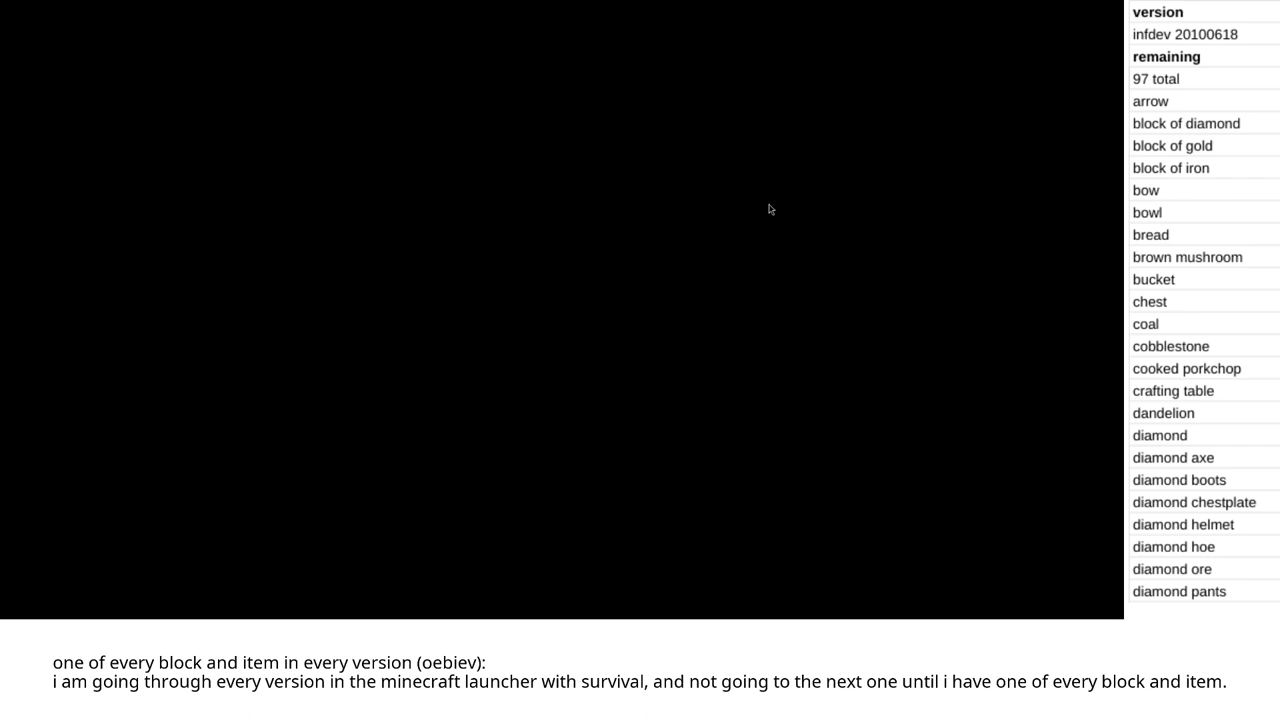 version
infdev 20100618
remaining
97 total
arrow
block of diamond
block of gold
block of iron
bow
bowl
bread
brown mushroom
bucket
chest
coal
cobblestone
cooked porkchop
crafting table
dandelion
diamond
diamond axe
diamond boots
diamond chestplate
diamond helmet
diamond hoe
diamond ore
diamond pants
one of every block and item in every version (oebiev):
i am going through every version in the minecraft launcher with survival, and not going to the next one until i have one of every block and item.